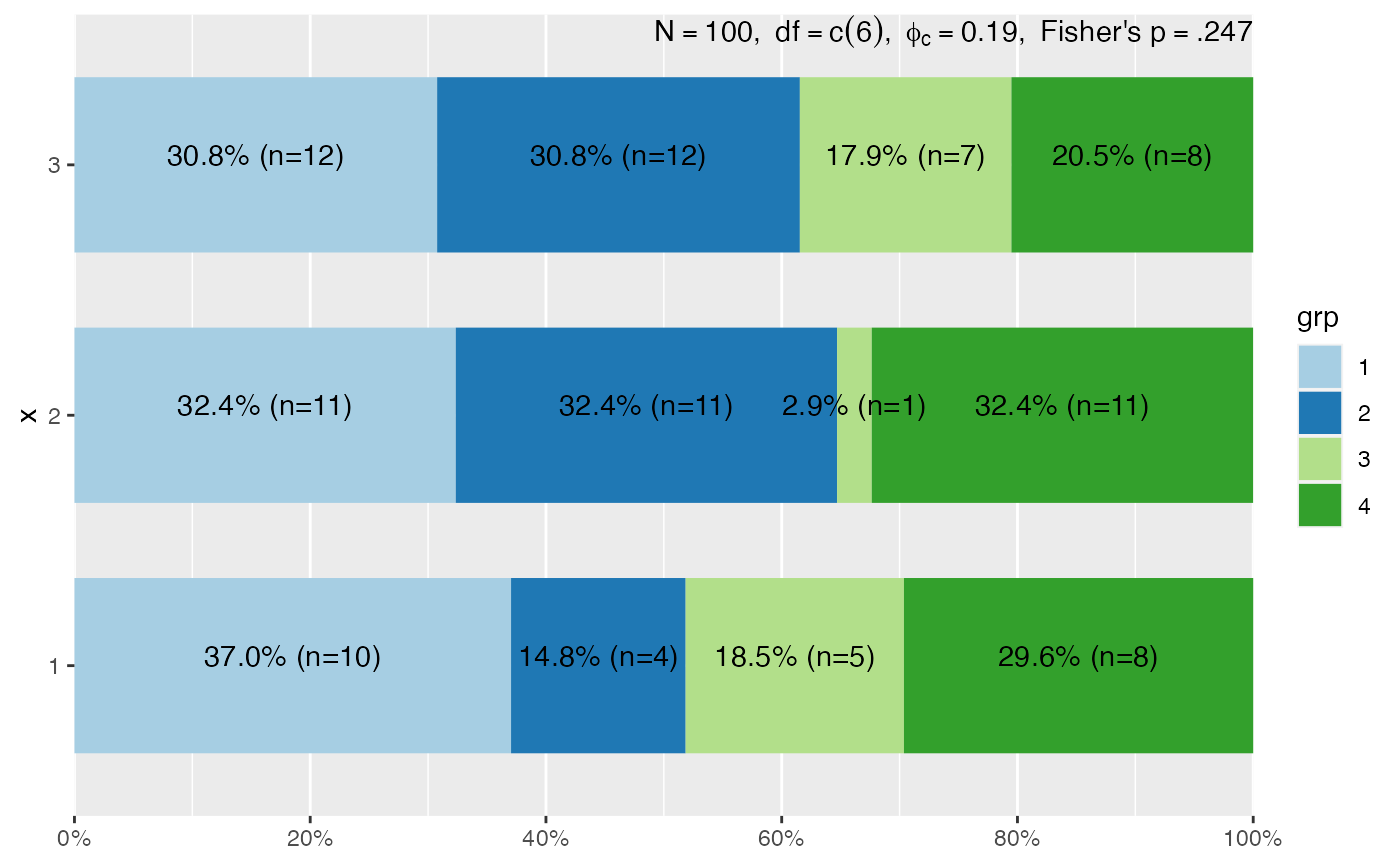 N = 100, df = c(6), ϕc = 0.19, Fisher's p = .247
3
30.8% (n=12)
30.8% (n=12)
17.9% (n=7)
20.5% (n=8)
x
2
32.4% (n=11)
32.4% (n=11)
2.9% (n=1)
32.4% (n=11)
1
37.0% (n=10)
14.8% (n=4)
18.5% (n=5)
29.6% (n=8)
0%
20%
40%
60%
80%
100%
grp
1
2
3
4